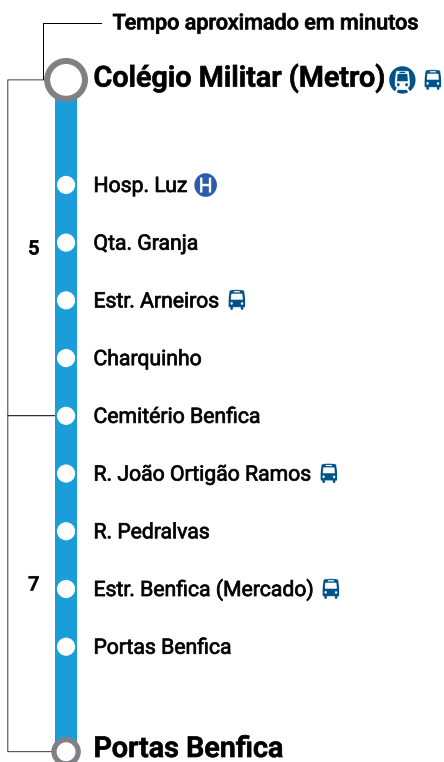 Tempo aproximado em minutos
Colégio Militar (Metro)
Hosp. Luz H
5
Qta. Granja
Estr. Arneiros
Charquinho
Cemitério Benfica
R. João Ortigão Ramos
R. Pedralvas
7
Estr. Benfica (Mercado)
Portas Benfica
Portas Benfica